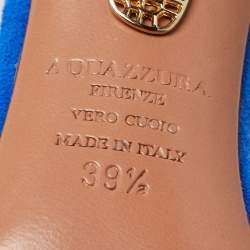 AQUAZZURA
FIRENZE
VERO CUOIO
MADE IN ITALY
39½